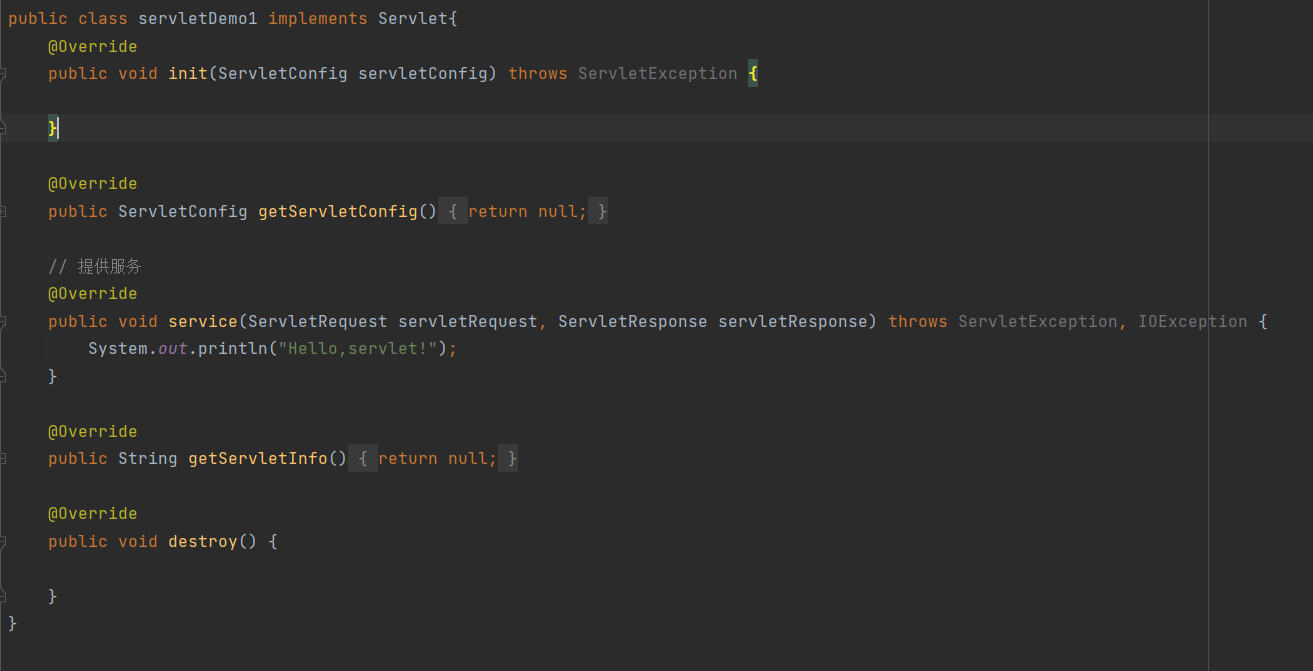 public class servletDemo1 implements Servlet{
@Override
public void init(ServletConfig servletConfig) throws ServletException {
}
@Override
public ServletConfig getServletConfig() { return null; }
// 提供服务
@Override
public void service(ServletRequest servletRequest, ServletResponse servletResponse) throws ServletException, IOException {
System.out.println("Hello,servlet!");
}
@Override
public String getServletInfo() { return null; }
@Override
public void destroy() {
}
}